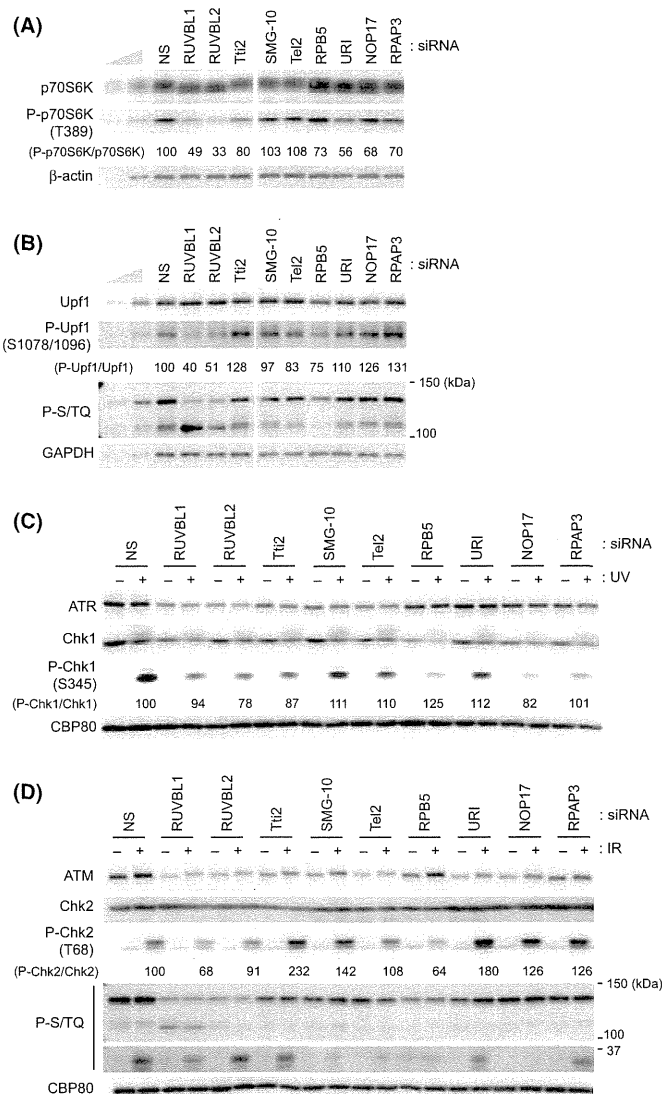 (A)
NS RUVBL1 RUVBL2 Tti2 SMG-10 Tel2 RPB5 URI NOP17 RPAP3 : siRNA
p70S6K
P-p70S6K
(T389)
(P-p70S6K/p70S6K) 100 49 33 80 103 108 73 56 68 70
β-actin
(B)
NS RUVBL1 RUVBL2 Tti2 SMG-10 Tel2 RPB5 URI NOP17 RPAP3 : siRNA
Upf1
P-Upf1
(S1078/1096)
(P-Upf1/Upf1) 100 40 51 128 97 83 75 110 126 131
P-S/TQ
150 (kDa)
100
GAPDH
(C)
NS RUVBL1 RUVBL2 Tti2 SMG-10 Tel2 RPB5 URI NOP17 RPAP3 : siRNA
– + – + – + – + – + – + – + – + – + – + : UV
ATR
Chk1
P-Chk1
(S345)
(P-Chk1/Chk1) 100 94 78 87 111 110 125 112 82 101
CBP80
(D)
NS RUVBL1 RUVBL2 Tti2 SMG-10 Tel2 RPB5 URI NOP17 RPAP3 : siRNA
– + – + – + – + – + – + – + – + – + – + : IR
ATM
Chk2
P-Chk2
(T68)
(P-Chk2/Chk2) 100 68 91 232 142 108 64 180 126 126
P-S/TQ
150 (kDa)
100
37
CBP80